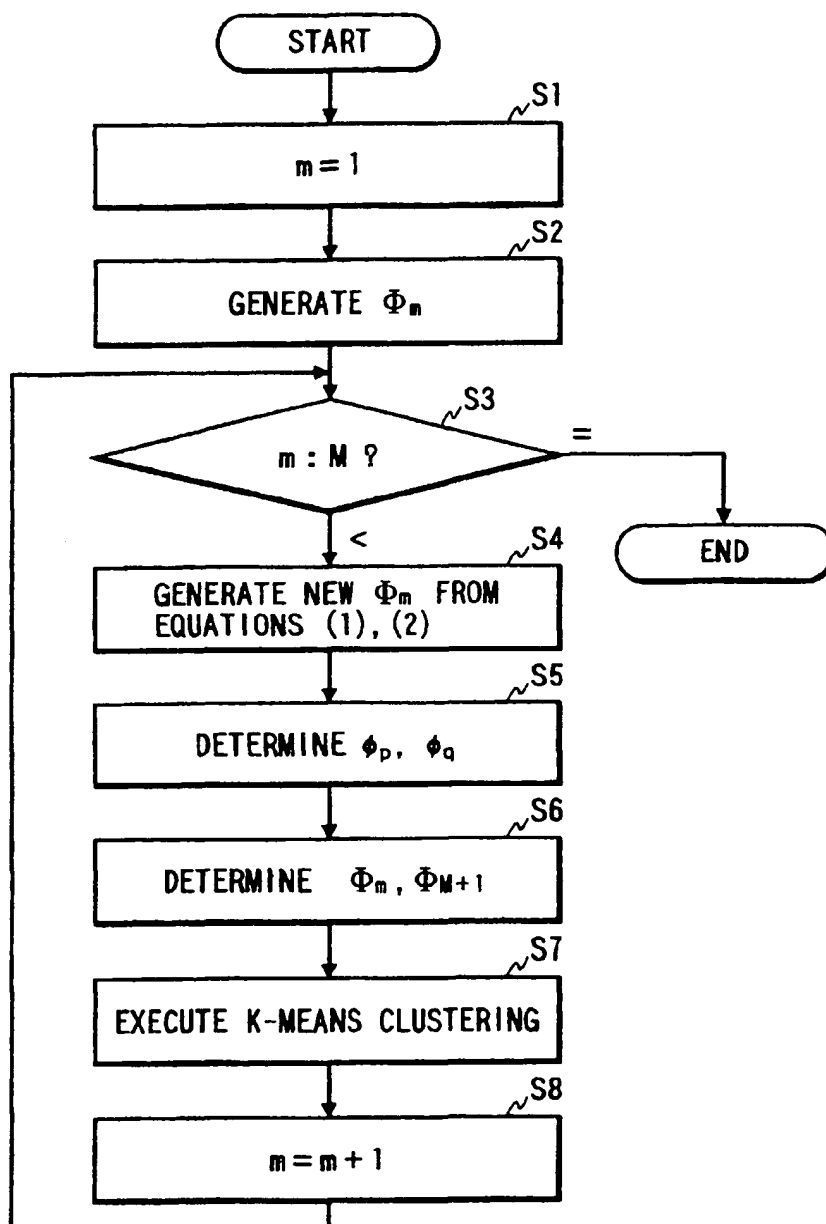 START
S1
m = 1
S2
GENERATE Φm
S3
m : M ?
=
<
END
S4
GENERATE NEW Φm FROM
EQUATIONS (1), (2)
S5
DETERMINE ϕp, ϕq
S6
DETERMINE Φm, ΦM+1
S7
EXECUTE K-MEANS CLUSTERING
S8
m = m + 1